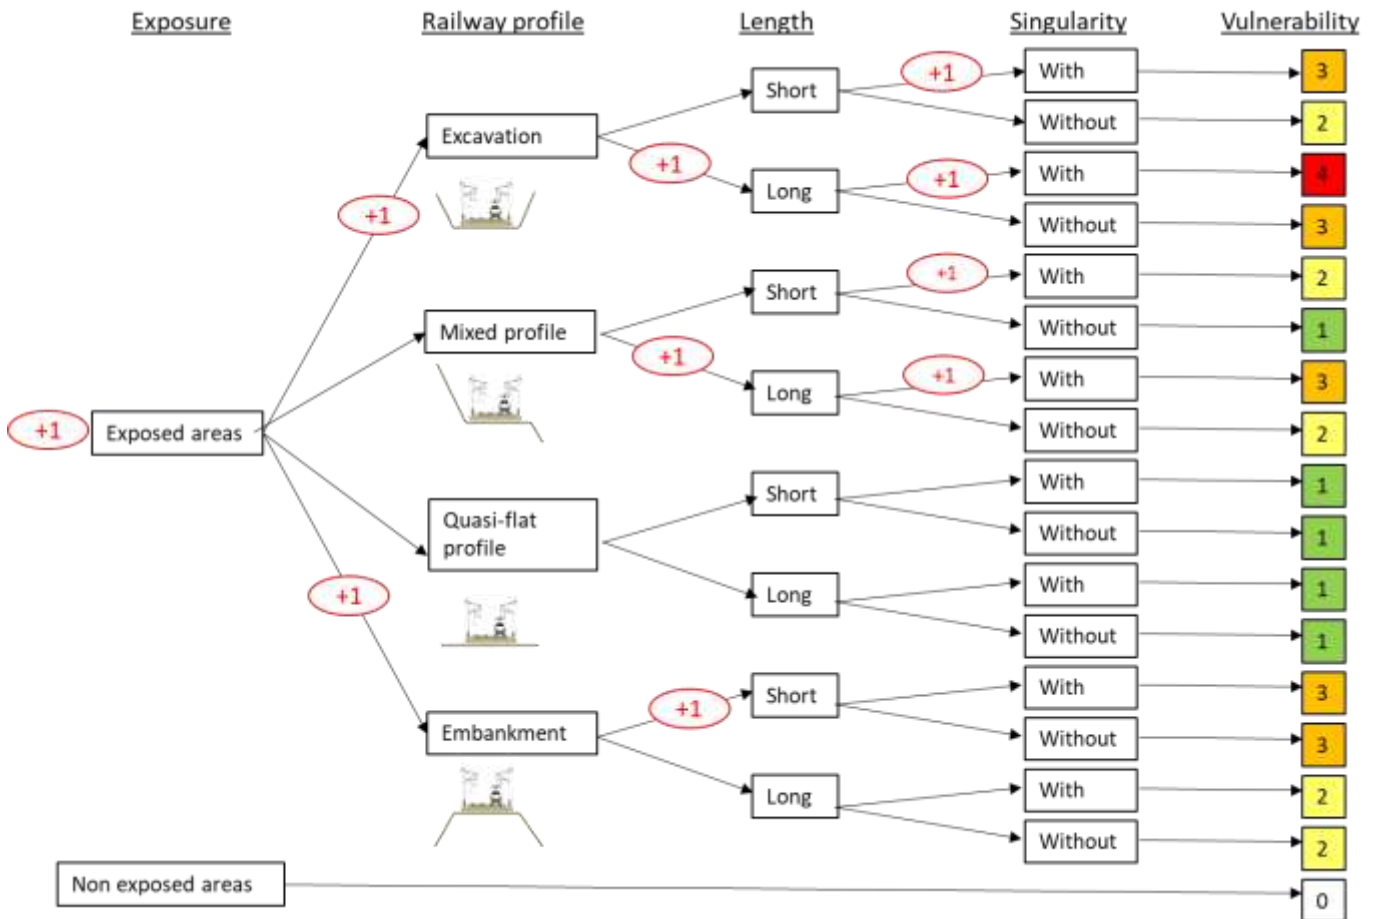 Exposure Railway profile Length Singularity Vulnerability
+1 With 3
Short
Without 2
Excavation
+1 +1 With 4
Long
+1
Without 3
+1 With 2
Short
Without 1
Mixed profile
+1 +1 With 3
Long
+1 Exposed areas Without 2
With 1
Short
Quasi-flat
profile
Without 1
With 1
+1 Long
Without 1
With 3
+1 Short
Embankment
Without 3
With 2
Long
Without 2
Non exposed areas 0